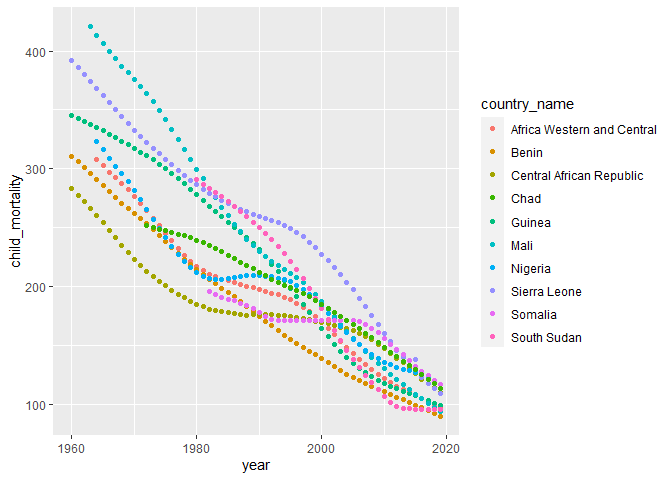 400
300
200
100
child_mortality
1960
1980
2000
2020
year
country_name
Africa Western and Central
Benin
Central African Republic
Chad
Guinea
Mali
Nigeria
Sierra Leone
Somalia
South Sudan